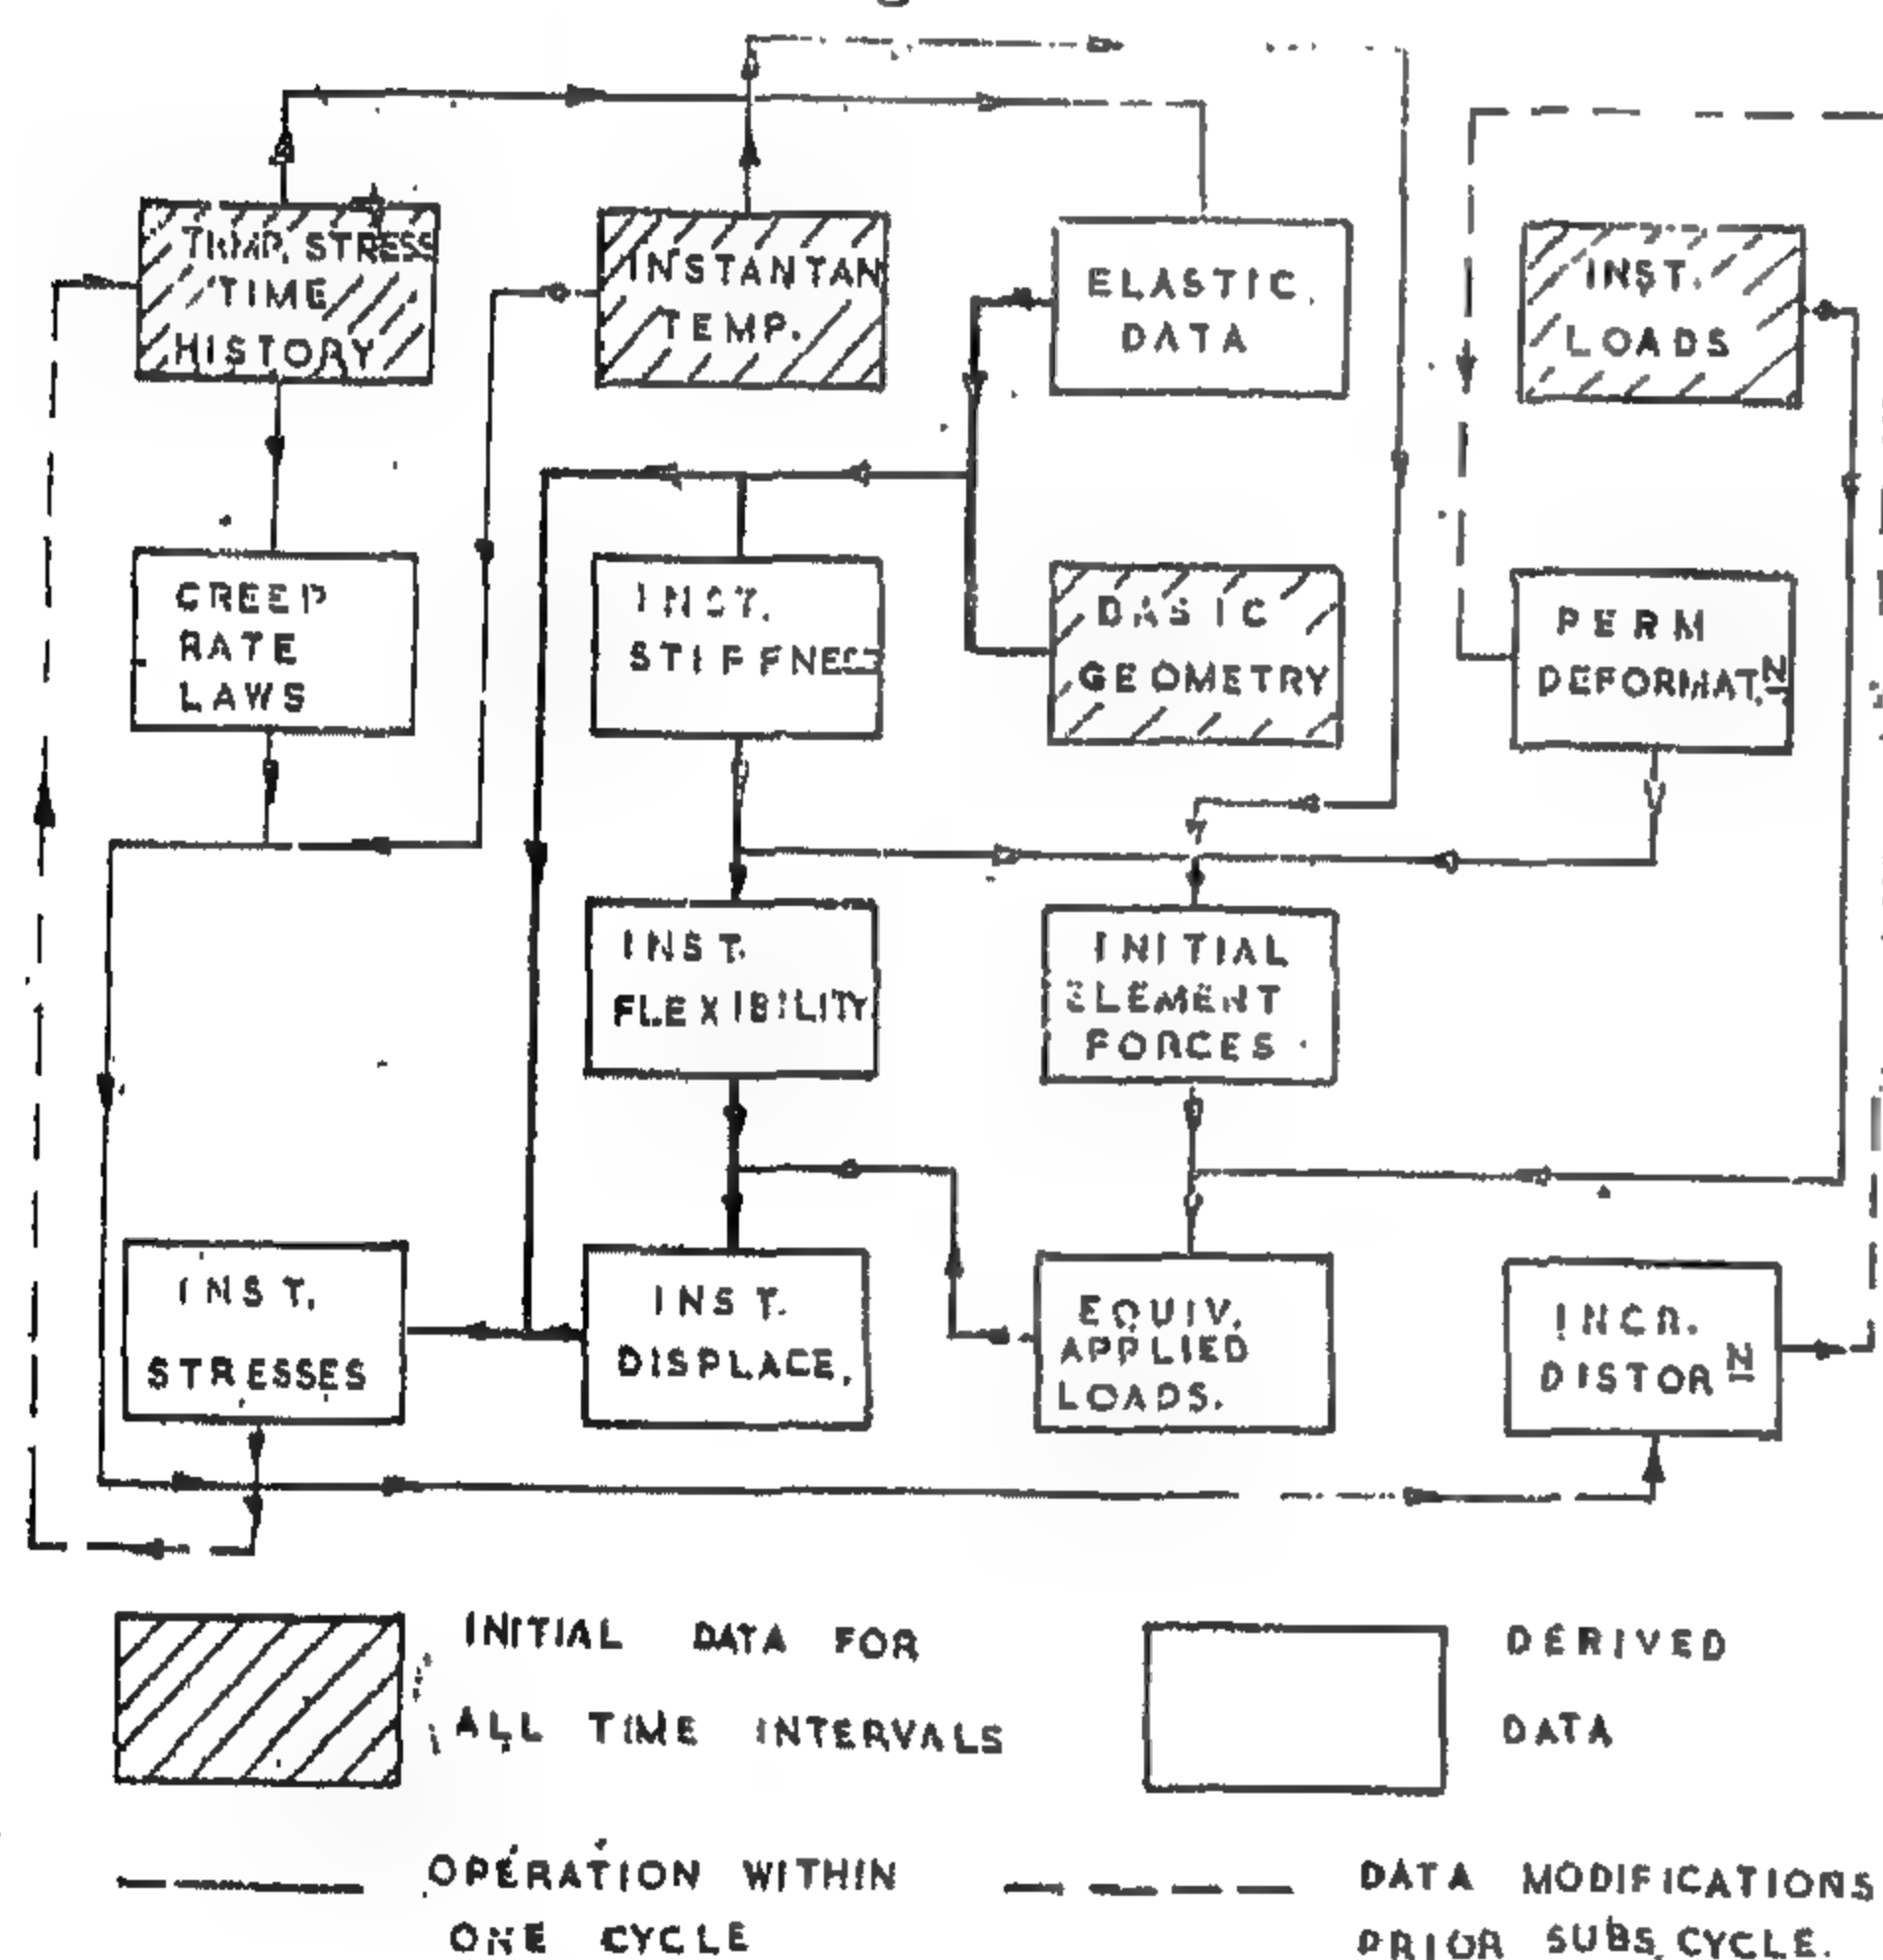 TEMP. STRESS
TIME
HISTORY
INSTANTAN
TEMP.
ELASTIC
DATA
INST.
LOADS
CREEP
RATE
LAWS
INST.
STIFFNESS
BASIC
GEOMETRY
PERM
DEFORMAT.N
INST.
FLEXIBILITY
INITIAL
ELEMENT
FORCES
INST.
STRESSES
INST.
DISPLACE.
EQUIV.
APPLIED
LOADS.
INCR.
DISTOR N
INITIAL DATA FOR
ALL TIME INTERVALS
DERIVED
DATA
OPERATION WITHIN
ONE CYCLE
DATA MODIFICATIONS
PRIOR SUBS. CYCLE.